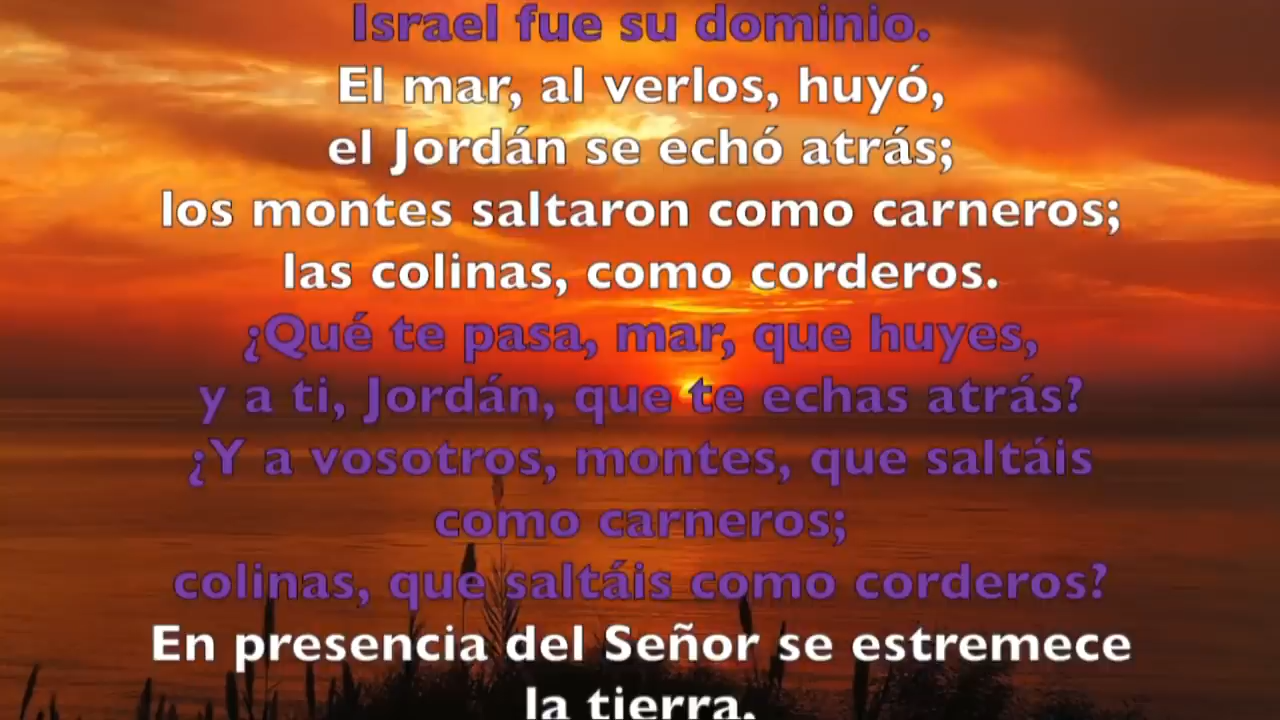 Israel fue su dominio.
El mar, al verlos, huyó,
el Jordán se echó atrás;
los montes saltaron como carneros;
las colinas, como corderos.
¿Qué te pasa, mar, que huyes,
y a ti, Jordán, que te echas atrás?
¿Y a vosotros, montes, que saltáis
como carneros;
colinas, que saltáis como corderos?
En presencia del Señor se estremece
la tierra,